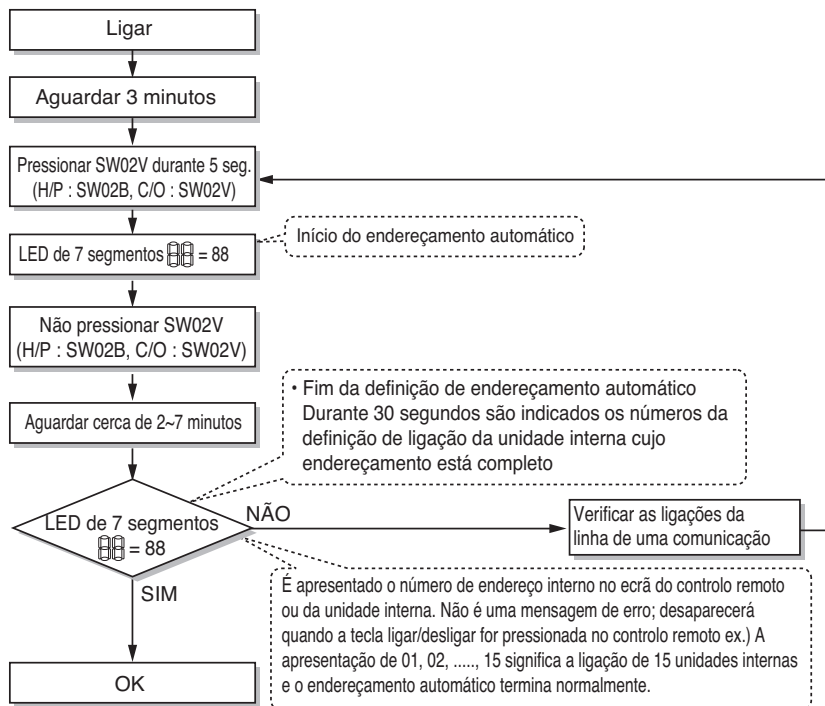 Ligar
Aguardar 3 minutos
Pressionar SW02V durante 5 seg.
(H/P : SW02B, C/O : SW02V)
LED de 7 segmentos 88 = 88
Início do endereçamento automático
Não pressionar SW02V
(H/P : SW02B, C/O : SW02V)
Aguardar cerca de 2~7 minutos
• Fim da definição de endereçamento automático
Durante 30 segundos são indicados os números da
definição de ligação da unidade interna cujo
endereçamento está completo
LED de 7 segmentos
88 = 88
NÃO
Verificar as ligações da
linha de uma comunicação
SIM
É apresentado o número de endereço interno no ecrã do controlo remoto
ou da unidade interna. Não é uma mensagem de erro; desaparecerá
quando a tecla ligar/desligar for pressionada no controlo remoto ex.) A
apresentação de 01, 02, ....., 15 significa a ligação de 15 unidades internas
e o endereçamento automático termina normalmente.
OK